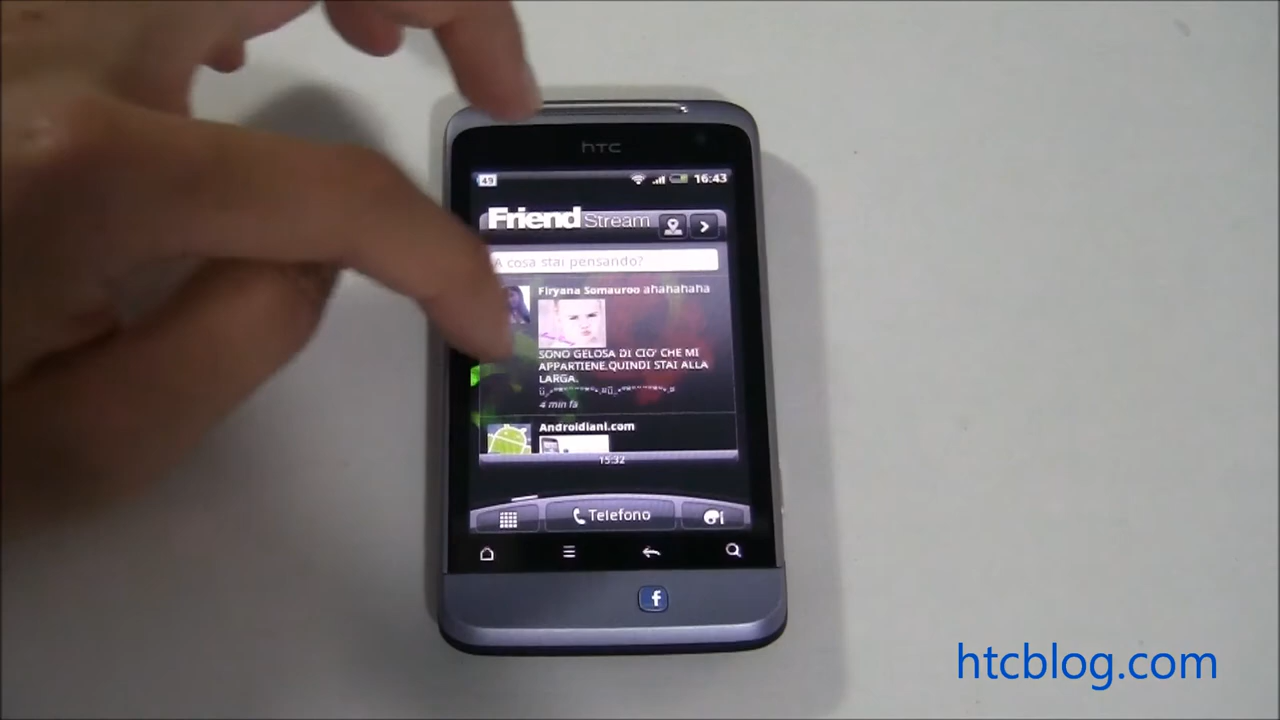 htc
49
16:43
Friend Stream
A cosa stai pensando?
Firyana Somauroo ahahahaha
SONO GELOSA DI CIO' CHE MI
APPARTIENE.QUINDI STAI ALLA
LARGA.
4 min fa
Androidiani.com
15:32
Telefono
f
htcblog.com